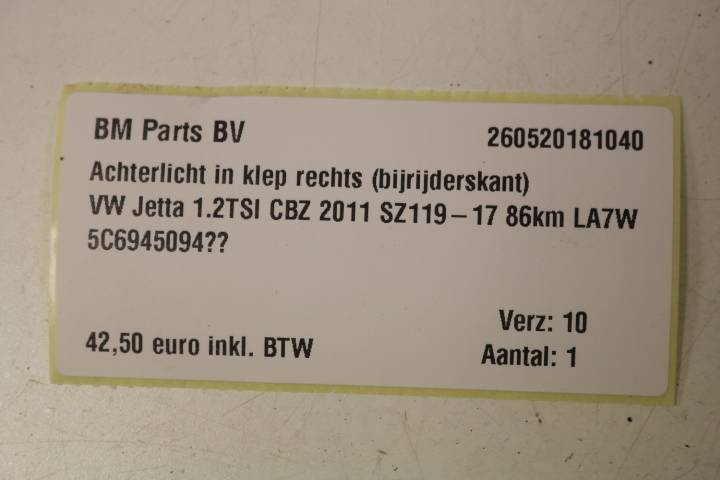 BM Parts BV
260520181040
Achterlicht in klep rechts (bijrijderskant)
VW Jetta 1.2TSI CBZ 2011 SZ119-17 86km LA7W
5C6945094??
Verz: 10
42,50 euro inkl. BTW
Aantal: 1